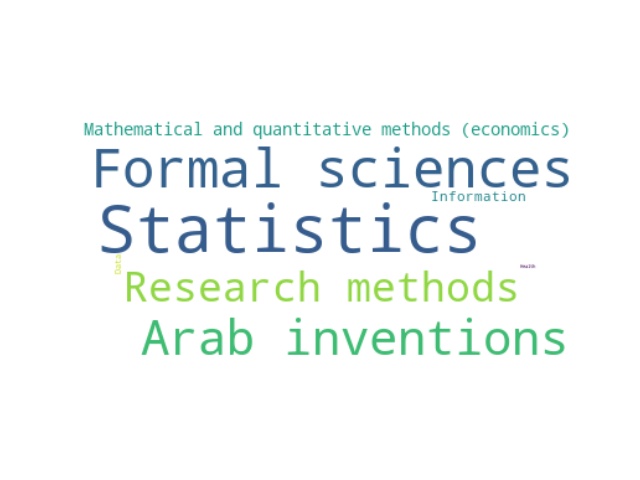 Mathematical and quantitative methods (economics)
Formal sciences
Information
Statistics
Data
Health
Research methods
Arab inventions